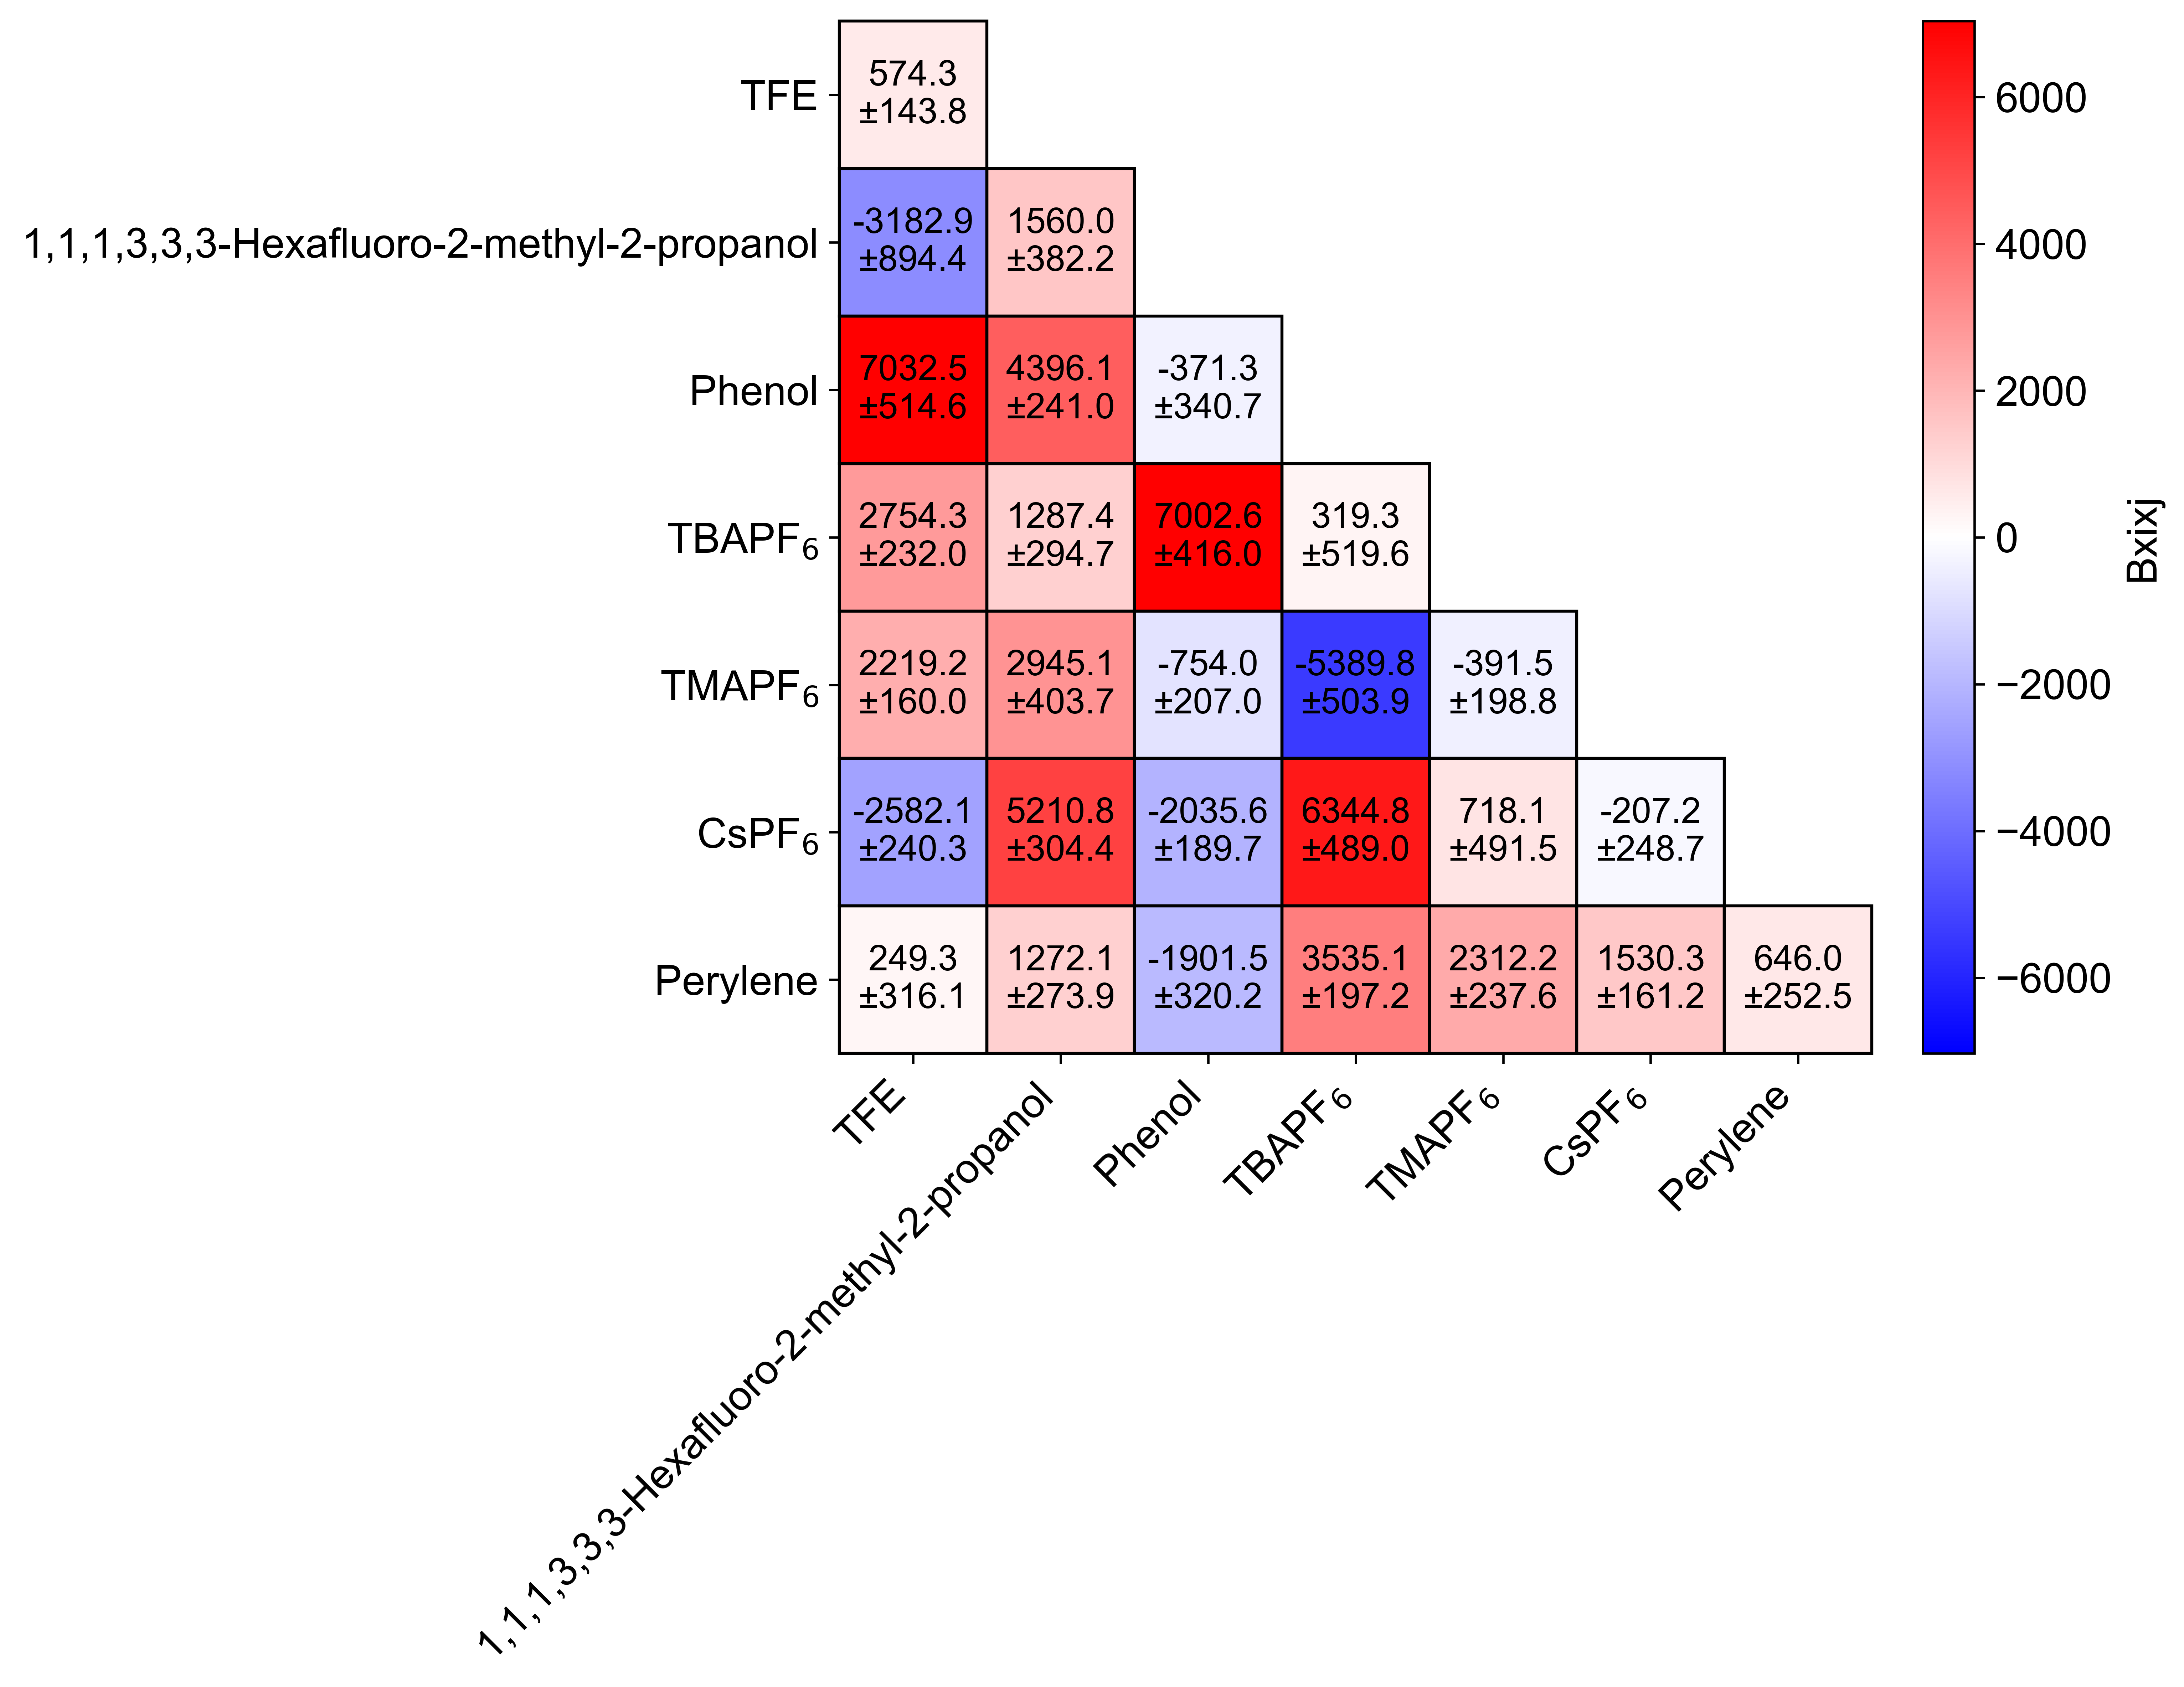 TFE
574.3
±143.8
1,1,1,3,3,3-Hexafluoro-2-methyl-2-propanol
-3182.9 1560.0
±894.4 ±382.2
Phenol
7032.5 4396.1 -371.3
±514.6 ±241.0 ±340.7
TBAPF₆
2754.3 1287.4 7002.6 319.3
±232.0 ±294.7 ±416.0 ±519.6
TMAPF₆
2219.2 2945.1 -754.0 -5389.8 -391.5
±160.0 ±403.7 ±207.0 ±503.9 ±198.8
CsPF₆
-2582.1 5210.8 -2035.6 6344.8 718.1 -207.2
±240.3 ±304.4 ±189.7 ±489.0 ±491.5 ±248.7
Perylene
249.3 1272.1 -1901.5 3535.1 2312.2 1530.3 646.0
±316.1 ±273.9 ±320.2 ±197.2 ±237.6 ±161.2 ±252.5
TFE
1,1,1,3,3,3-Hexafluoro-2-methyl-2-propanol
Phenol
TBAPF₆
TMAPF₆
CsPF₆
Perylene
6000
4000
2000
0
−2000
−4000
−6000
Bxixj